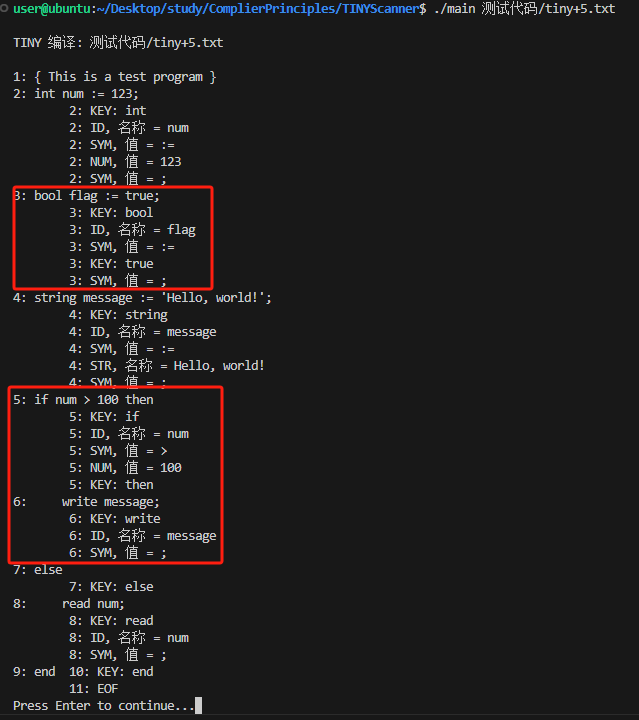 user@ubuntu:~/Desktop/study/ComplierPrinciples/TINYScanner$ ./main 测试代码/tiny+5.txt
TINY 编译: 测试代码/tiny+5.txt
1: { This is a test program }
2: int num := 123;
2: KEY: int
2: ID, 名称 = num
2: SYM, 值 = :=
2: NUM, 值 = 123
2: SYM, 值 = ;
3: bool flag := true;
3: KEY: bool
3: ID, 名称 = flag
3: SYM, 值 = :=
3: KEY: true
3: SYM, 值 = ;
4: string message := 'Hello, world!';
4: KEY: string
4: ID, 名称 = message
4: SYM, 值 = :=
4: STR, 名称 = Hello, world!
4: SYM, 值 = ;
5: if num > 100 then
5: KEY: if
5: ID, 名称 = num
5: SYM, 值 = >
5: NUM, 值 = 100
5: KEY: then
6: write message;
6: KEY: write
6: ID, 名称 = message
6: SYM, 值 = ;
7: else
7: KEY: else
8: read num;
8: KEY: read
8: ID, 名称 = num
8: SYM, 值 = ;
9: end 10: KEY: end
11: EOF
Press Enter to continue...